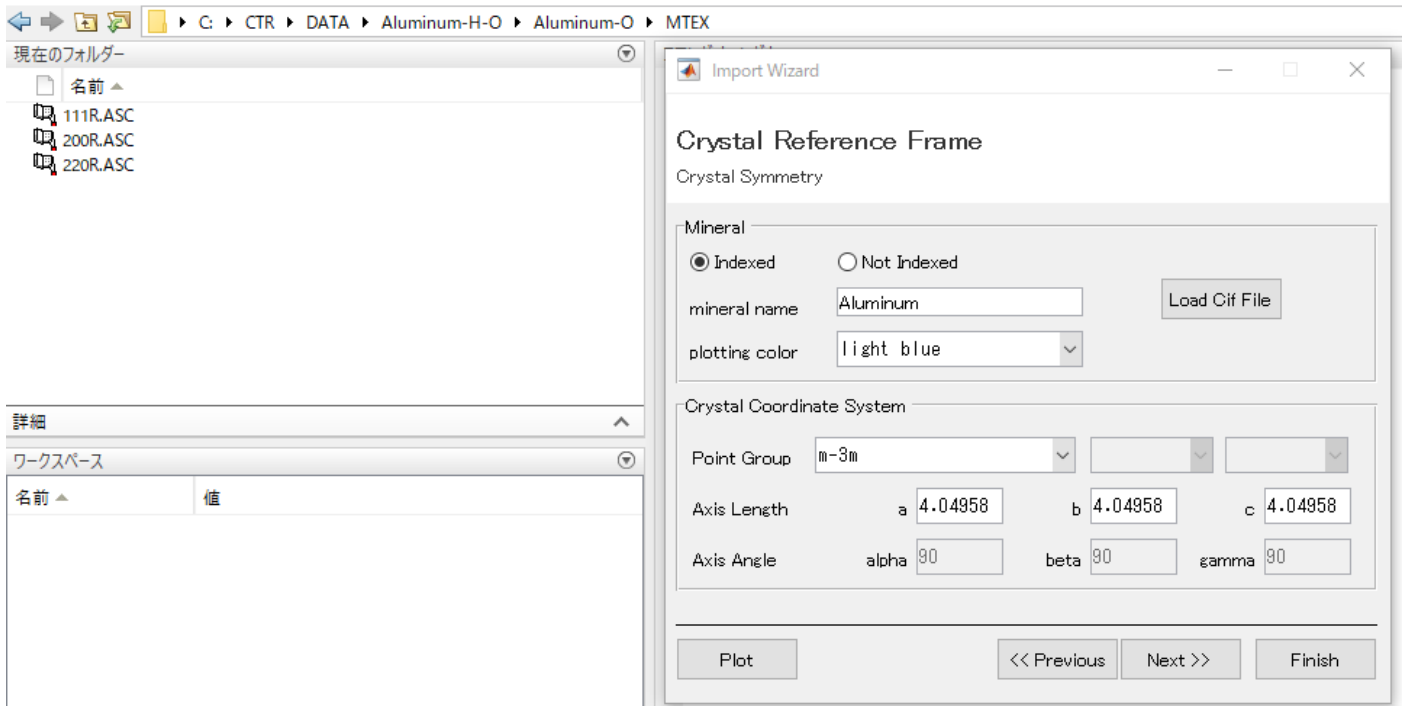 C: ▸ CTR ▸ DATA ▸ Aluminum-H-O ▸ Aluminum-O ▸ MTEX
現在のフォルダー
名前
111R.ASC
200R.ASC
220R.ASC
詳細
ワークスペース
名前 値
Import Wizard
Crystal Reference Frame
Crystal Symmetry
Mineral
Indexed Not Indexed
mineral name Aluminum Load Cif File
plotting color light blue
Crystal Coordinate System
Point Group m-3m
Axis Length a 4.04958 b 4.04958 c 4.04958
Axis Angle alpha 90 beta 90 gamma 90
Plot << Previous Next >> Finish